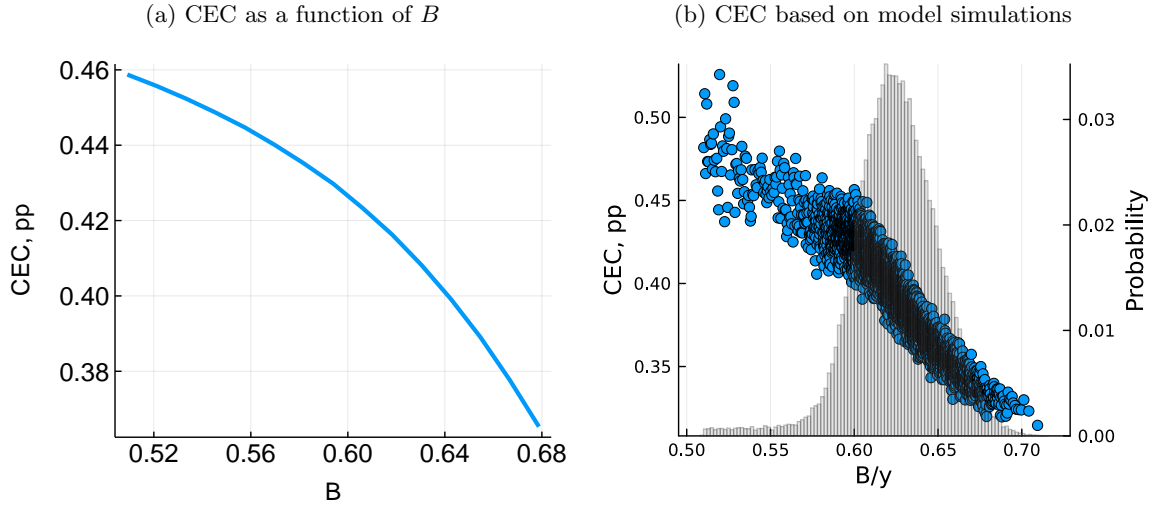 (a) CEC as a function of B
0.46
0.44
0.42
0.40
0.38
CEC, pp
0.52 0.56 0.60 0.64 0.68
B
(b) CEC based on model simulations
0.50
0.45
0.40
0.35
CEC, pp
0.03
0.02
0.01
0.00
Probability
0.50 0.55 0.60 0.65 0.70
B/y